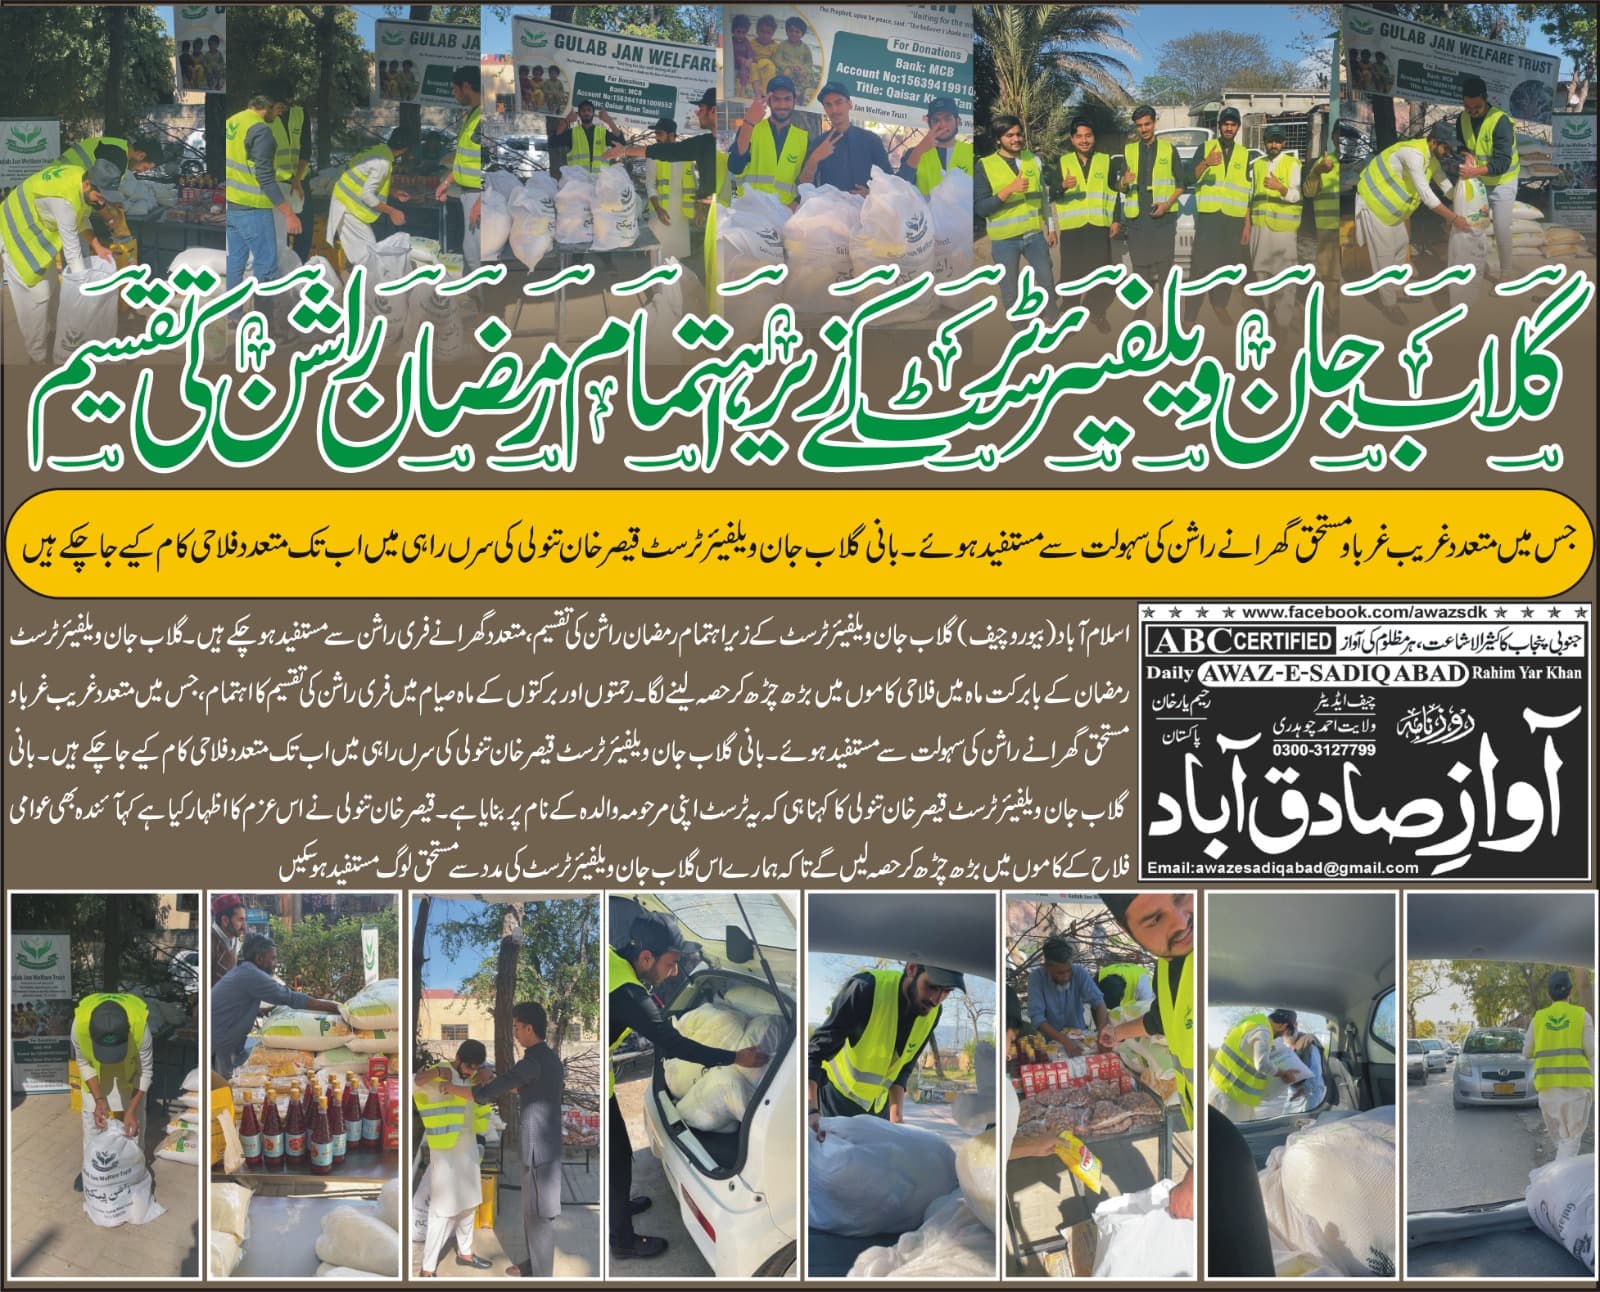 GULAB JAN WELFARE TRUST
For Donations
Bank: MCB
Account No:1563941991009552
Title: Qaisar Khan Tanoli
گلاب جان ویلفیئر ٹرسٹ کے زیر اہتمام رمضان راشن کی تقسیم
جس میں متعدد غریب غربا و مستحق گھرانے راشن کی سہولت سے مستفید ہوئے۔ بانی گلاب جان ویلفیئر ٹرسٹ قیصر خان تنولی کی سرں راہی میں اب تک متعدد فلاحی کام کیے جا چکے ہیں
اسلام آباد (بیورو چیف) گلاب جان ویلفیئر ٹرسٹ کے زیر اہتمام رمضان راشن کی تقسیم، متعدد گھرانے فری راشن سے مستفید ہو چکے ہیں۔ گلاب جان ویلفیئر ٹرسٹ
رمضان کے بابرکت ماہ میں فلاحی کاموں میں بڑھ چڑھ کر حصہ لینے لگا۔ رحمتوں اور برکتوں کے ماہ صیام میں فری راشن کی تقسیم کا اہتمام، جس میں متعدد غریب غربا و
مستحق گھرانے راشن کی سہولت سے مستفید ہوئے۔ بانی گلاب جان ویلفیئر ٹرسٹ قیصر خان تنولی کی سرں راہی میں اب تک متعدد فلاحی کام کیے جا چکے ہیں۔ بانی
گلاب جان ویلفیئر ٹرسٹ قیصر خان تنولی کا کہنا ہی کہ یہ ٹرسٹ اپنی مرحومہ والدہ کے نام پر بنایا ہے۔ قیصر خان تنولی نے اس عزم کا اظہار کیا ہے کہا آئندہ بھی عوامی
فلاح کے کاموں میں بڑھ چڑھ کر حصہ لیں گے تا کہ ہمارے اس گلاب جان ویلفیئر ٹرسٹ کی مدد سے مستحق لوگ مستفید ہو سکیں
www.facebook.com/awazsdk
ABC CERTIFIED جنوبی پنجاب کا کثیر الاشاعت، ہر مظلوم کی آواز
Daily AWAZ-E-SADIQ ABAD Rahim Yar Khan
روزنامہ
چیف ایڈیٹر
ولایت احمد چوہدری
0300-3127799
رحیم یار خان
پاکستان
آوازِ صادق آباد
Email:awazesadiqabad@gmail.com